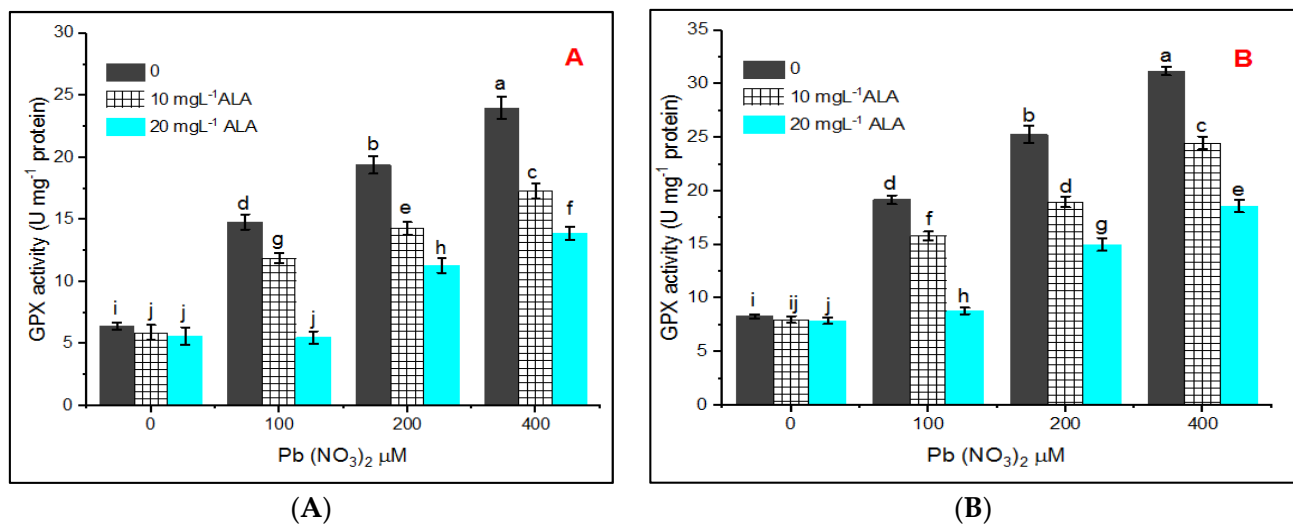 A
0
10 mgL⁻¹ALA
20 mgL⁻¹ ALA
GPX activity (U mg⁻¹ protein)
30
25
20
15
10
5
0
i j j
d g j
b e h
a c f
0 100 200 400
Pb (NO₃)₂ μM
(A)
B
0
10 mgL⁻¹ALA
20 mgL⁻¹ ALA
GPX activity (U mg⁻¹ protein)
35
30
25
20
15
10
5
0
i ij j
d f h
b d g
a c e
0 100 200 400
Pb (NO₃)₂ μM
(B)